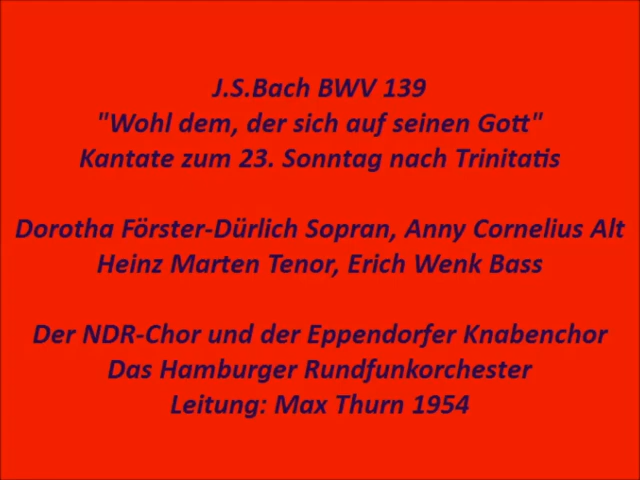 J.S.Bach BWV 139
"Wohl dem, der sich auf seinen Gott"
Kantate zum 23. Sonntag nach Trinitatis
Dorotha Förster-Dürlich Sopran, Anny Cornelius Alt
Heinz Marten Tenor, Erich Wenk Bass
Der NDR-Chor und der Eppendorfer Knabenchor
Das Hamburger Rundfunkorchester
Leitung: Max Thurn 1954